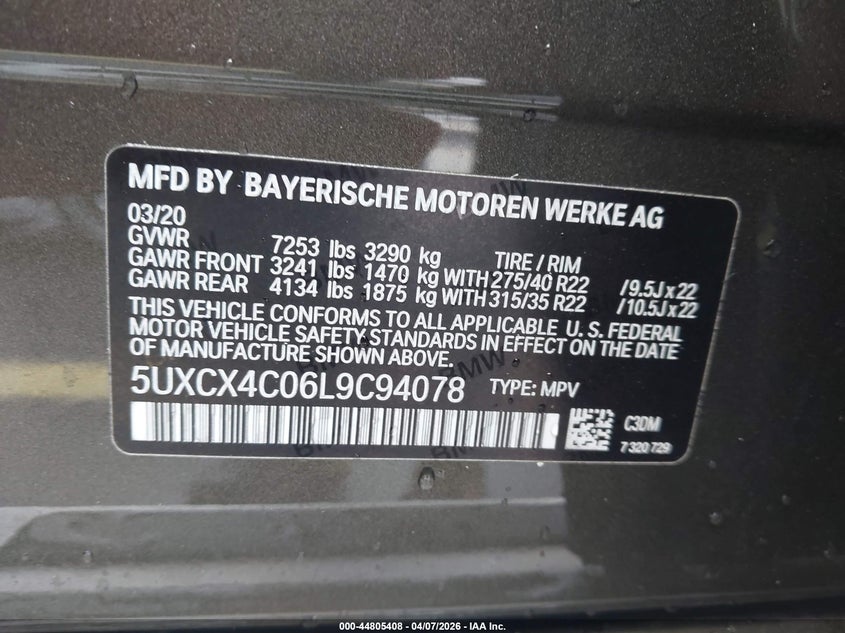 MFD BY BAYERISCHE MOTOREN WERKE AG
03/20
GVWR 7253 lbs 3290 kg TIRE / RIM
GAWR FRONT 3241 lbs 1470 kg WITH 275/40 R22 /9.5J x 22
GAWR REAR 4134 lbs 1875 kg WITH 315/35 R22 /10.5J x 22
THIS VEHICLE CONFORMS TO ALL APPLICABLE U.S. FEDERAL
MOTOR VEHICLE SAFETY STANDARDS IN EFFECT ON THE DATE
OF MANUFACTURE SHOWN ABOVE.
5UXCX4C06L9C94078 TYPE: MPV
C3DM
7 320 729
000-44805408 - 04/07/2026 - IAA Inc.